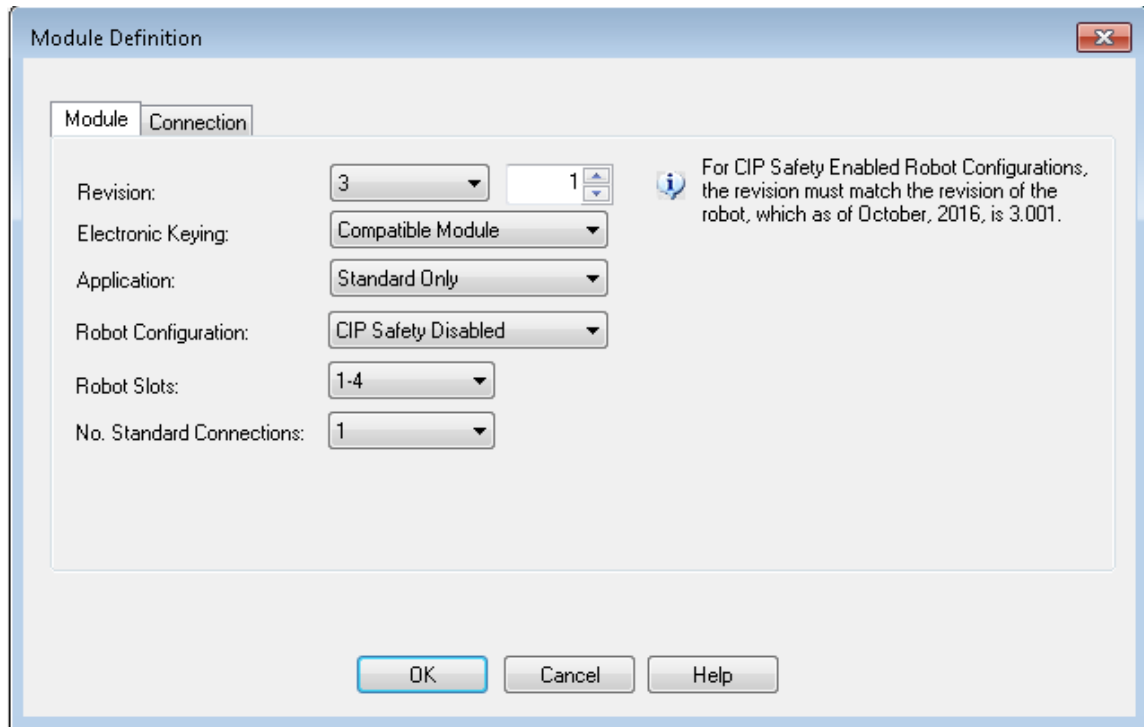 Module Definition
Module
Connection
Revision: 3 1
Electronic Keying: Compatible Module
Application: Standard Only
Robot Configuration: CIP Safety Disabled
Robot Slots: 1-4
No. Standard Connections: 1
For CIP Safety Enabled Robot Configurations,
the revision must match the revision of the
robot, which as of October, 2016, is 3.001.
OK
Cancel
Help